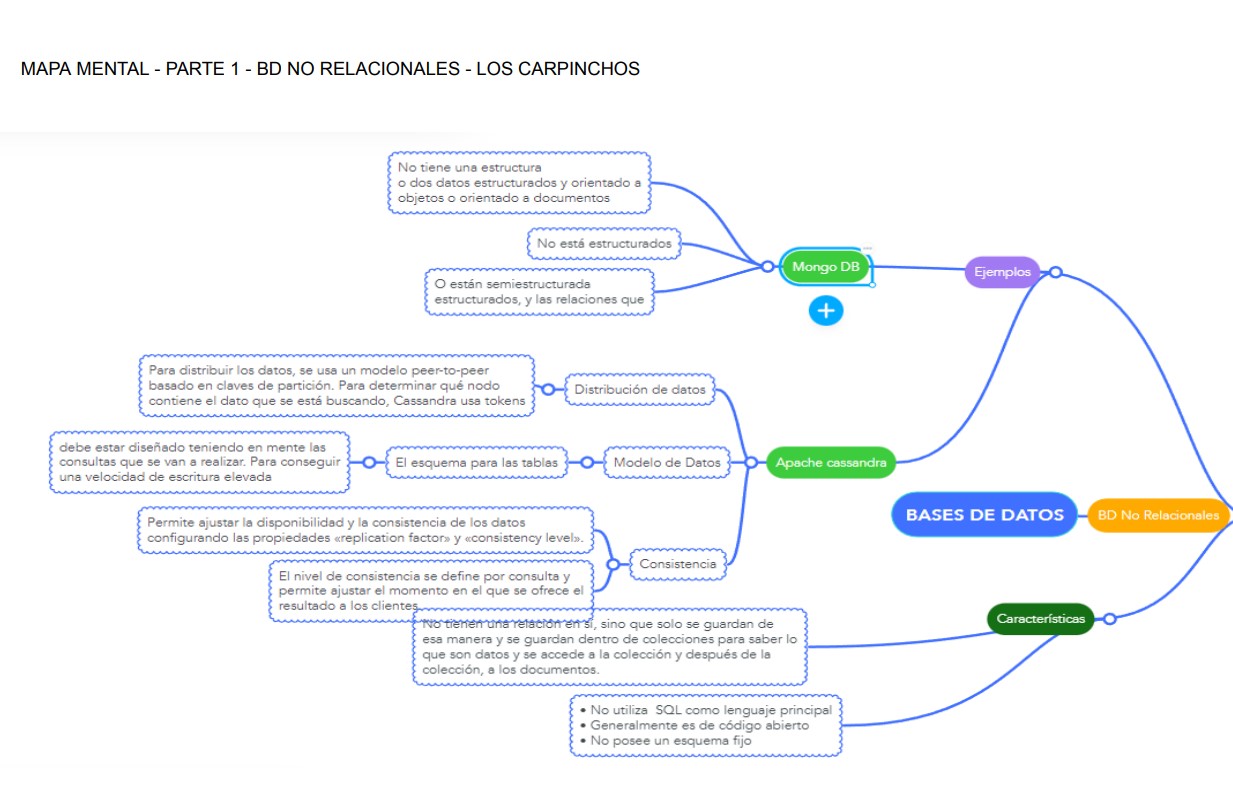 MAPA MENTAL - PARTE 1 - BD NO RELACIONALES - LOS CARPINCHOS
No tiene una estructura
o dos datos estructurados y orientado a
objetos o orientado a documentos
No está estructurados
O están semiestructurada
estructurados, y las relaciones que
Mongo DB
Ejemplos
Para distribuir los datos, se usa un modelo peer-to-peer
basado en claves de partición. Para determinar qué nodo
contiene el dato que se está buscando, Cassandra usa tokens
Distribución de datos
debe estar diseñado teniendo en mente las
consultas que se van a realizar. Para conseguir
una velocidad de escritura elevada
El esquema para las tablas
Modelo de Datos
Apache cassandra
Permite ajustar la disponibilidad y la consistencia de los datos
configurando las propiedades «replication factor» y «consistency level».
El nivel de consistencia se define por consulta y
permite ajustar el momento en el que se ofrece el
resultado a los clientes.
Consistencia
BASES DE DATOS
BD No Relacionales
Características
No tienen una relación en si, sino que solo se guardan de
esa manera y se guardan dentro de colecciones para saber lo
que son datos y se accede a la colección y después de la
colección, a los documentos.
• No utiliza SQL como lenguaje principal
• Generalmente es de código abierto
• No posee un esquema fijo